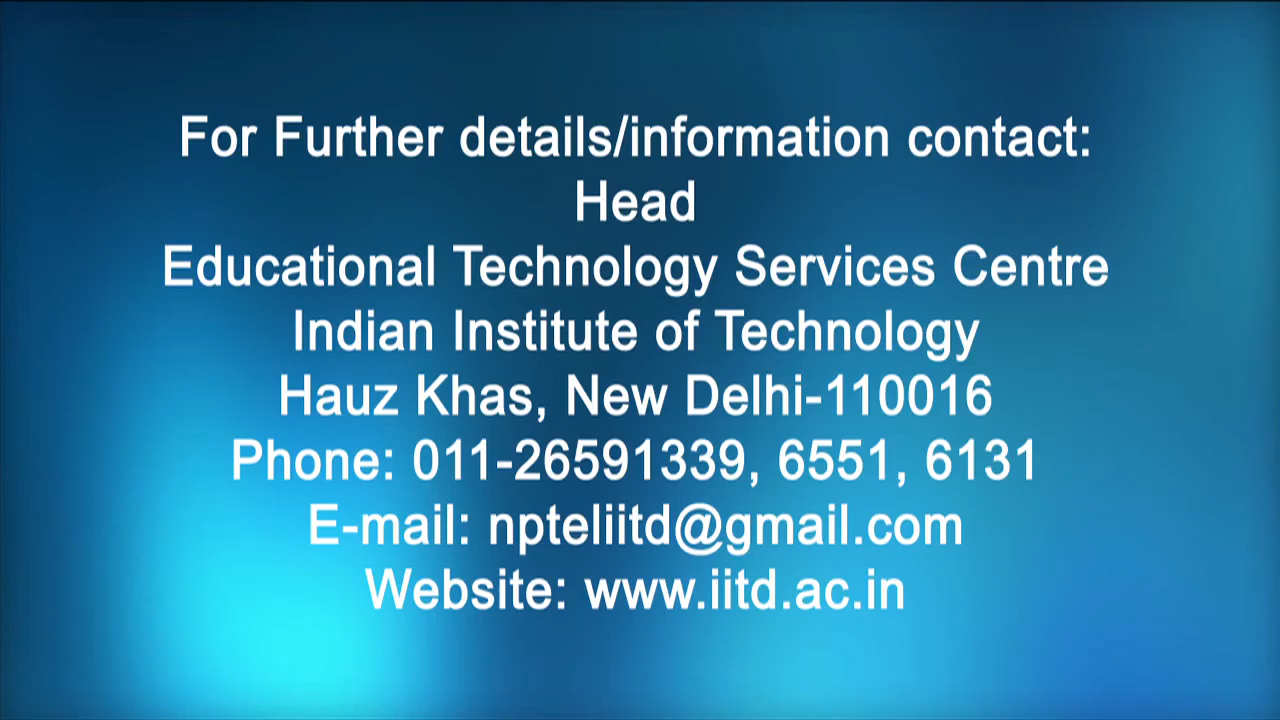 For Further details/information contact:
Head
Educational Technology Services Centre
Indian Institute of Technology
Hauz Khas, New Delhi-110016
Phone: 011-26591339, 6551, 6131
E-mail: npteliitd@gmail.com
Website: www.iitd.ac.in